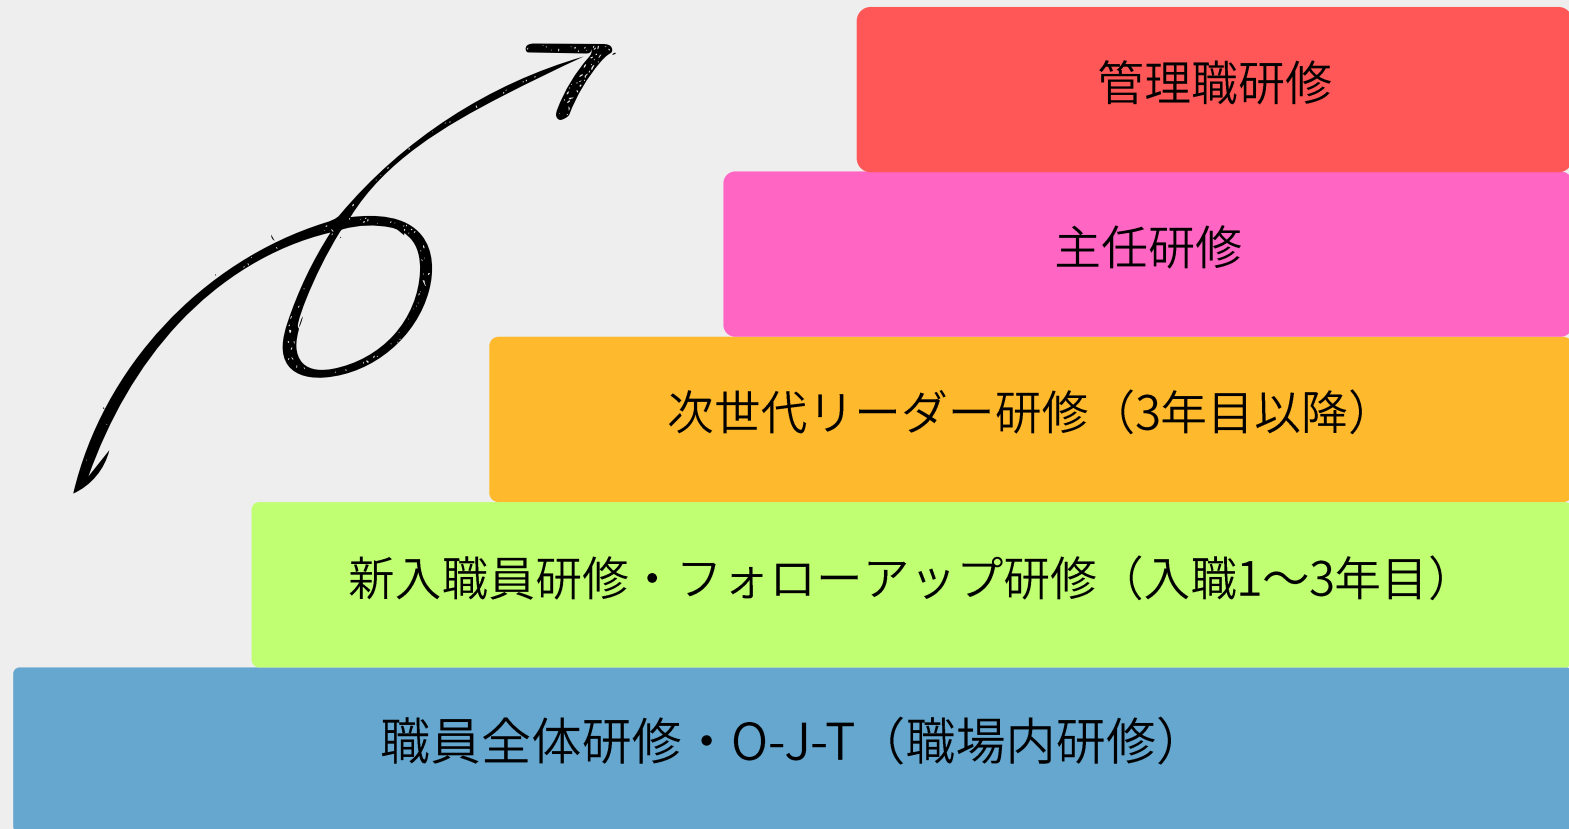 管理職研修
主任研修
次世代リーダー研修（3年目以降）
新入職員研修・フォローアップ研修（入職1～3年目）
職員全体研修・O-J-T（職場内研修）